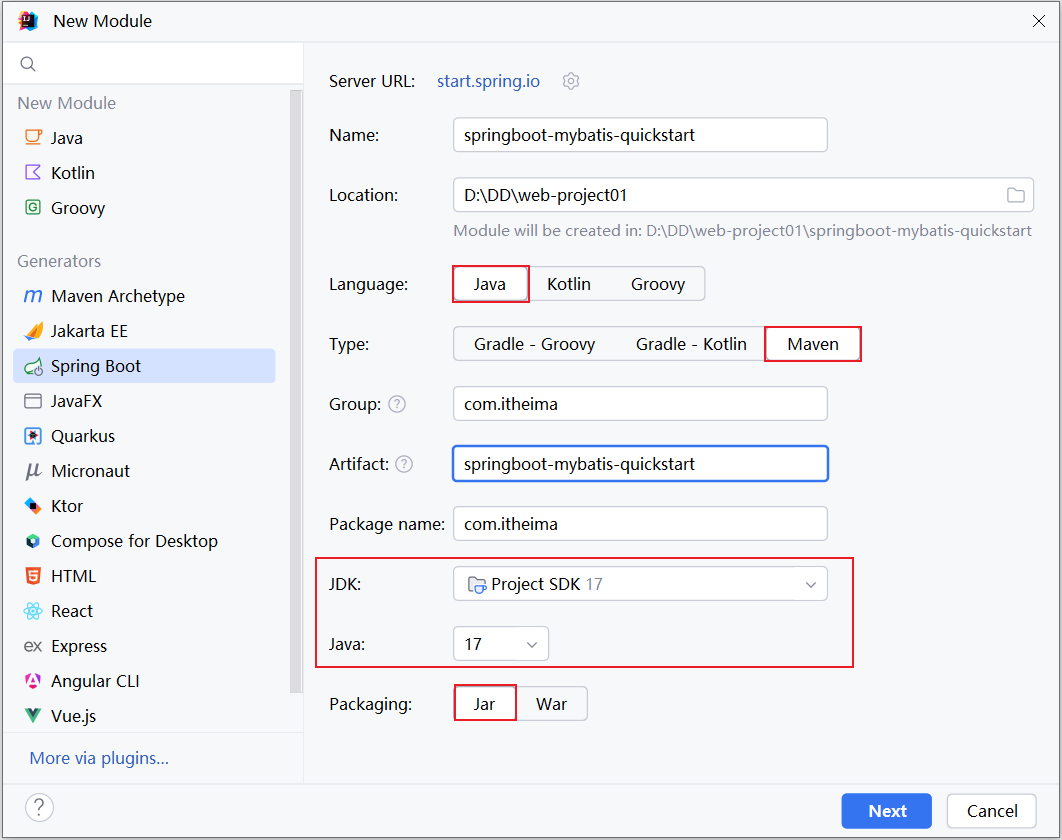 New Module
New Module
Java
Kotlin
G Groovy
Generators
m Maven Archetype
Jakarta EE
Spring Boot
JavaFX
Quarkus
μ Micronaut
Ktor
Compose for Desktop
HTML
React
ex Express
Angular CLI
Vue.js
More via plugins...
?
Server URL: start.spring.io
Name: springboot-mybatis-quickstart
Location: D:\DD\web-project01
Module will be created in: D:\DD\web-project01\springboot-mybatis-quickstart
Language: Java Kotlin Groovy
Type: Gradle - Groovy Gradle - Kotlin Maven
Group: ? com.itheima
Artifact: ? springboot-mybatis-quickstart
Package name: com.itheima
JDK: Project SDK 17
Java: 17
Packaging: Jar War
Next Cancel